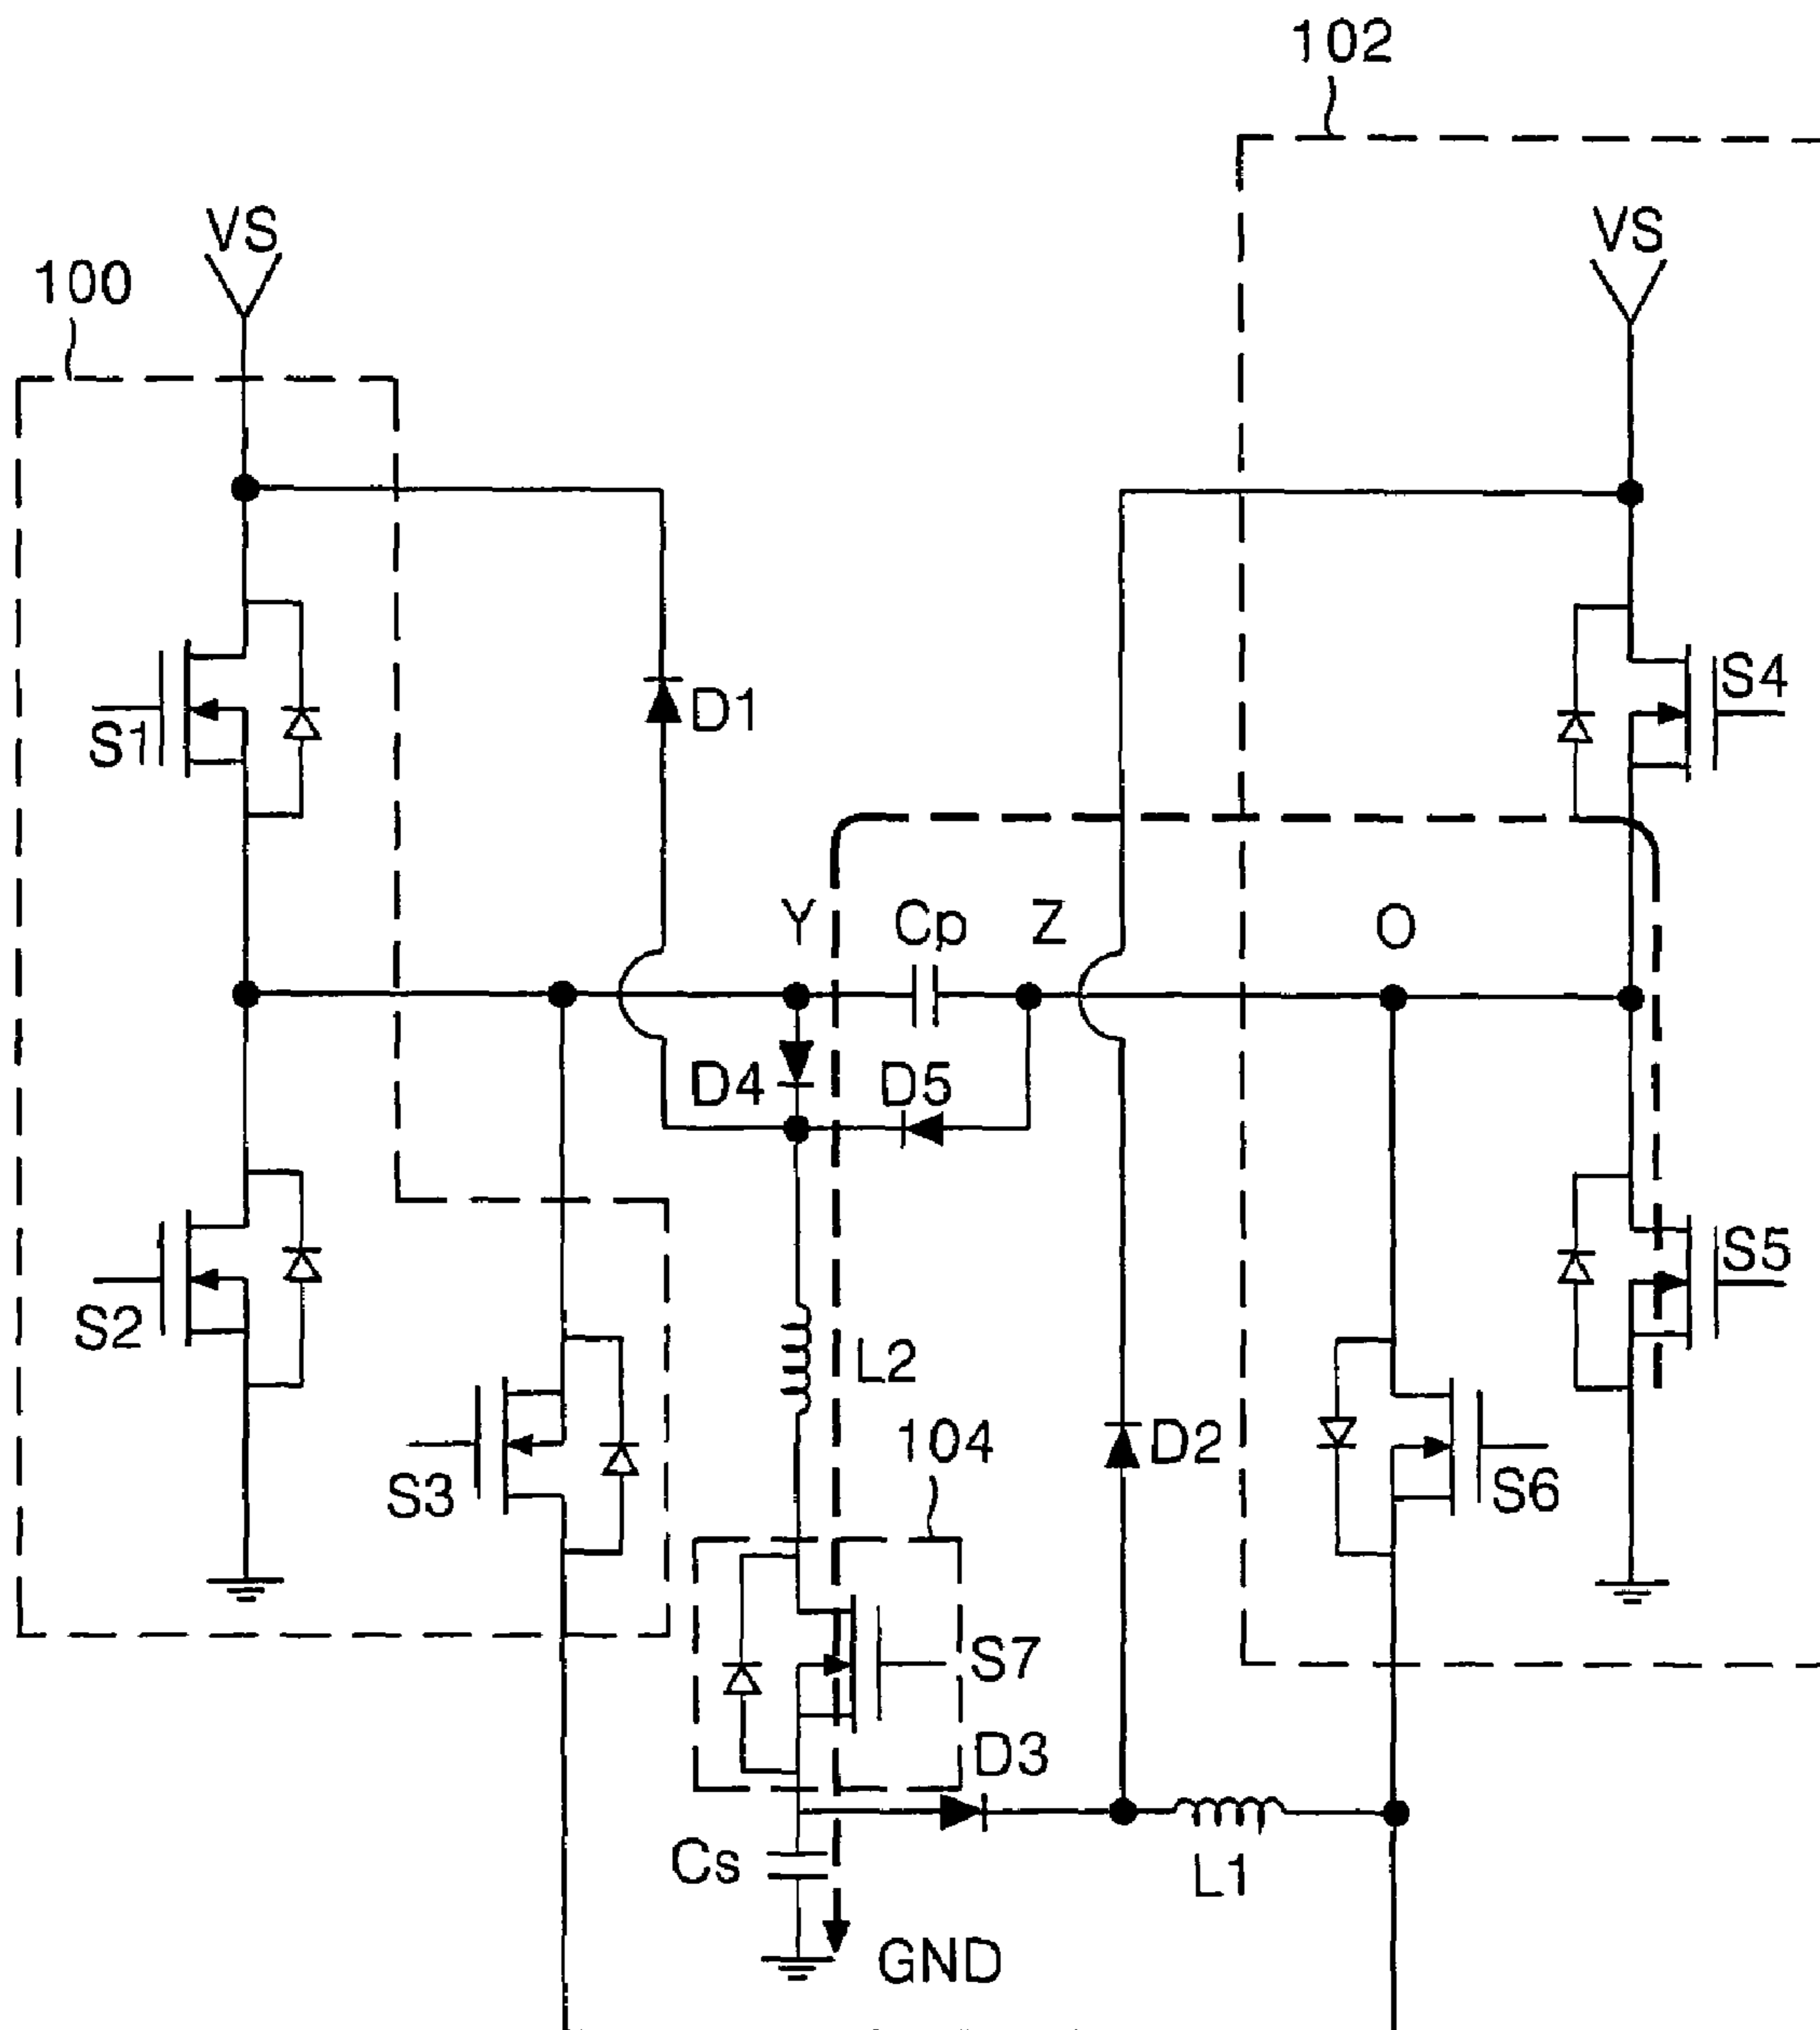 102
VS
VS
100
S1
D1
S4
Y
Cp
Z
O
D4
D5
S2
L2
S5
S3
104
D2
S6
S7
D3
Cs
L1
GND